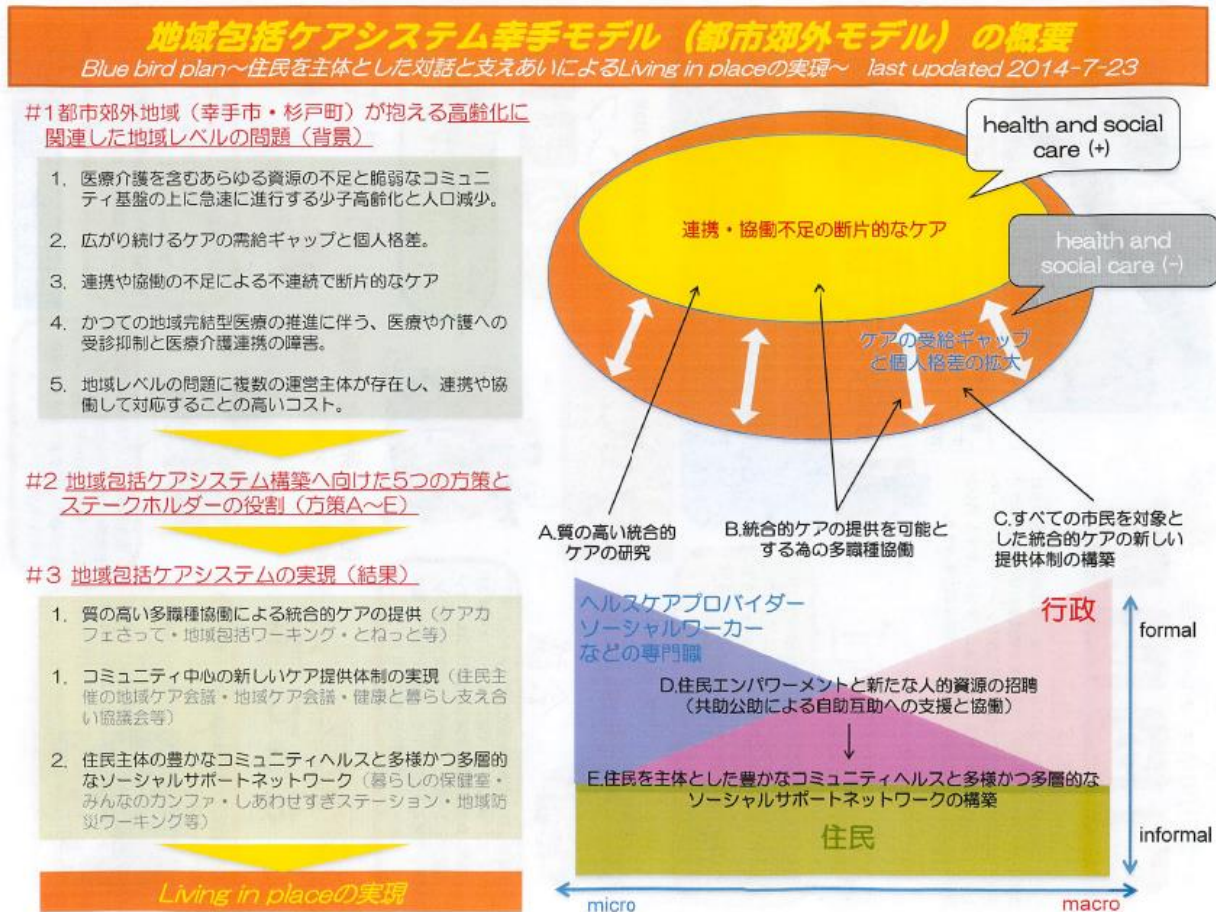 地域包括ケアシステム幸手モデル（都市郊外モデル）の概要
Blue bird plan～住民を主体とした対話と支えあいによるLiving in placeの実現～ last updated 2014-7-23
#1都市郊外地域（幸手市・杉戸町）が抱える高齢化に
関連した地域レベルの問題（背景）
1. 医療介護を含むあらゆる資源の不足と脆弱なコミュニ
ティ基盤の上に急速に進行する少子高齢化と人口減少。
2. 広がり続けるケアの需給ギャップと個人格差。
3. 連携や協働の不足による不連続で断片的なケア
4. かつての地域完結型医療の推進に伴う、医療や介護への
受診抑制と医療介護連携の障害。
5. 地域レベルの問題に複数の運営主体が存在し、連携や協
働して対応することの高いコスト。
#2 地域包括ケアシステム構築へ向けた5つの方策と
ステークホルダーの役割（方策A～E）
#3 地域包括ケアシステムの実現（結果）
1. 質の高い多職種協働による統合的ケアの提供（ケアカ
フェさって・地域包括ワーキング・とねっと等）
1. コミュニティ中心の新しいケア提供体制の実現（住民主
催の地域ケア会議・地域ケア会議・健康と暮らし支え合
い協議会等）
2. 住民主体の豊かなコミュニティヘルスと多様かつ多層的
なソーシャルサポートネットワーク（暮らしの保健室・
みんなのカンファ・しあわせすぎステーション・地域防
災ワーキング等）
Living in placeの実現
health and social
care (+)
連携・協働不足の断片的なケア
health and
social care (-)
ケアの受給ギャップ
と個人格差の拡大
A.質の高い統合的
ケアの研究
B.統合的ケアの提供を可能と
する為の多職種協働
C.すべての市民を対象と
した統合的ケアの新しい
提供体制の構築
ヘルスケアプロバイダー
ソーシャルワーカー
などの専門職
行政
formal
D.住民エンパワーメントと新たな人的資源の招聘
（共助公助による自助互助への支援と協働）
E.住民を主体とした豊かなコミュニティヘルスと多様かつ多層的な
ソーシャルサポートネットワークの構築
住民
informal
micro
macro